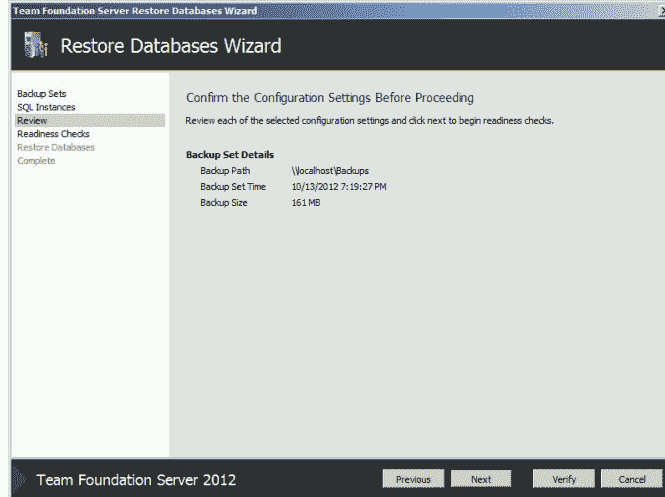 Team Foundation Server Restore Databases Wizard
Restore Databases Wizard
Backup Sets
SQL Instances
Review
Readiness Checks
Restore Databases
Complete
Confirm the Configuration Settings Before Proceeding
Review each of the selected configuration settings and click next to begin readiness checks.
Backup Set Details
Backup Path \\localhost\Backups
Backup Set Time 10/13/2012 7:19:27 PM
Backup Size 161 MB
Team Foundation Server 2012
Previous Next Verify Cancel